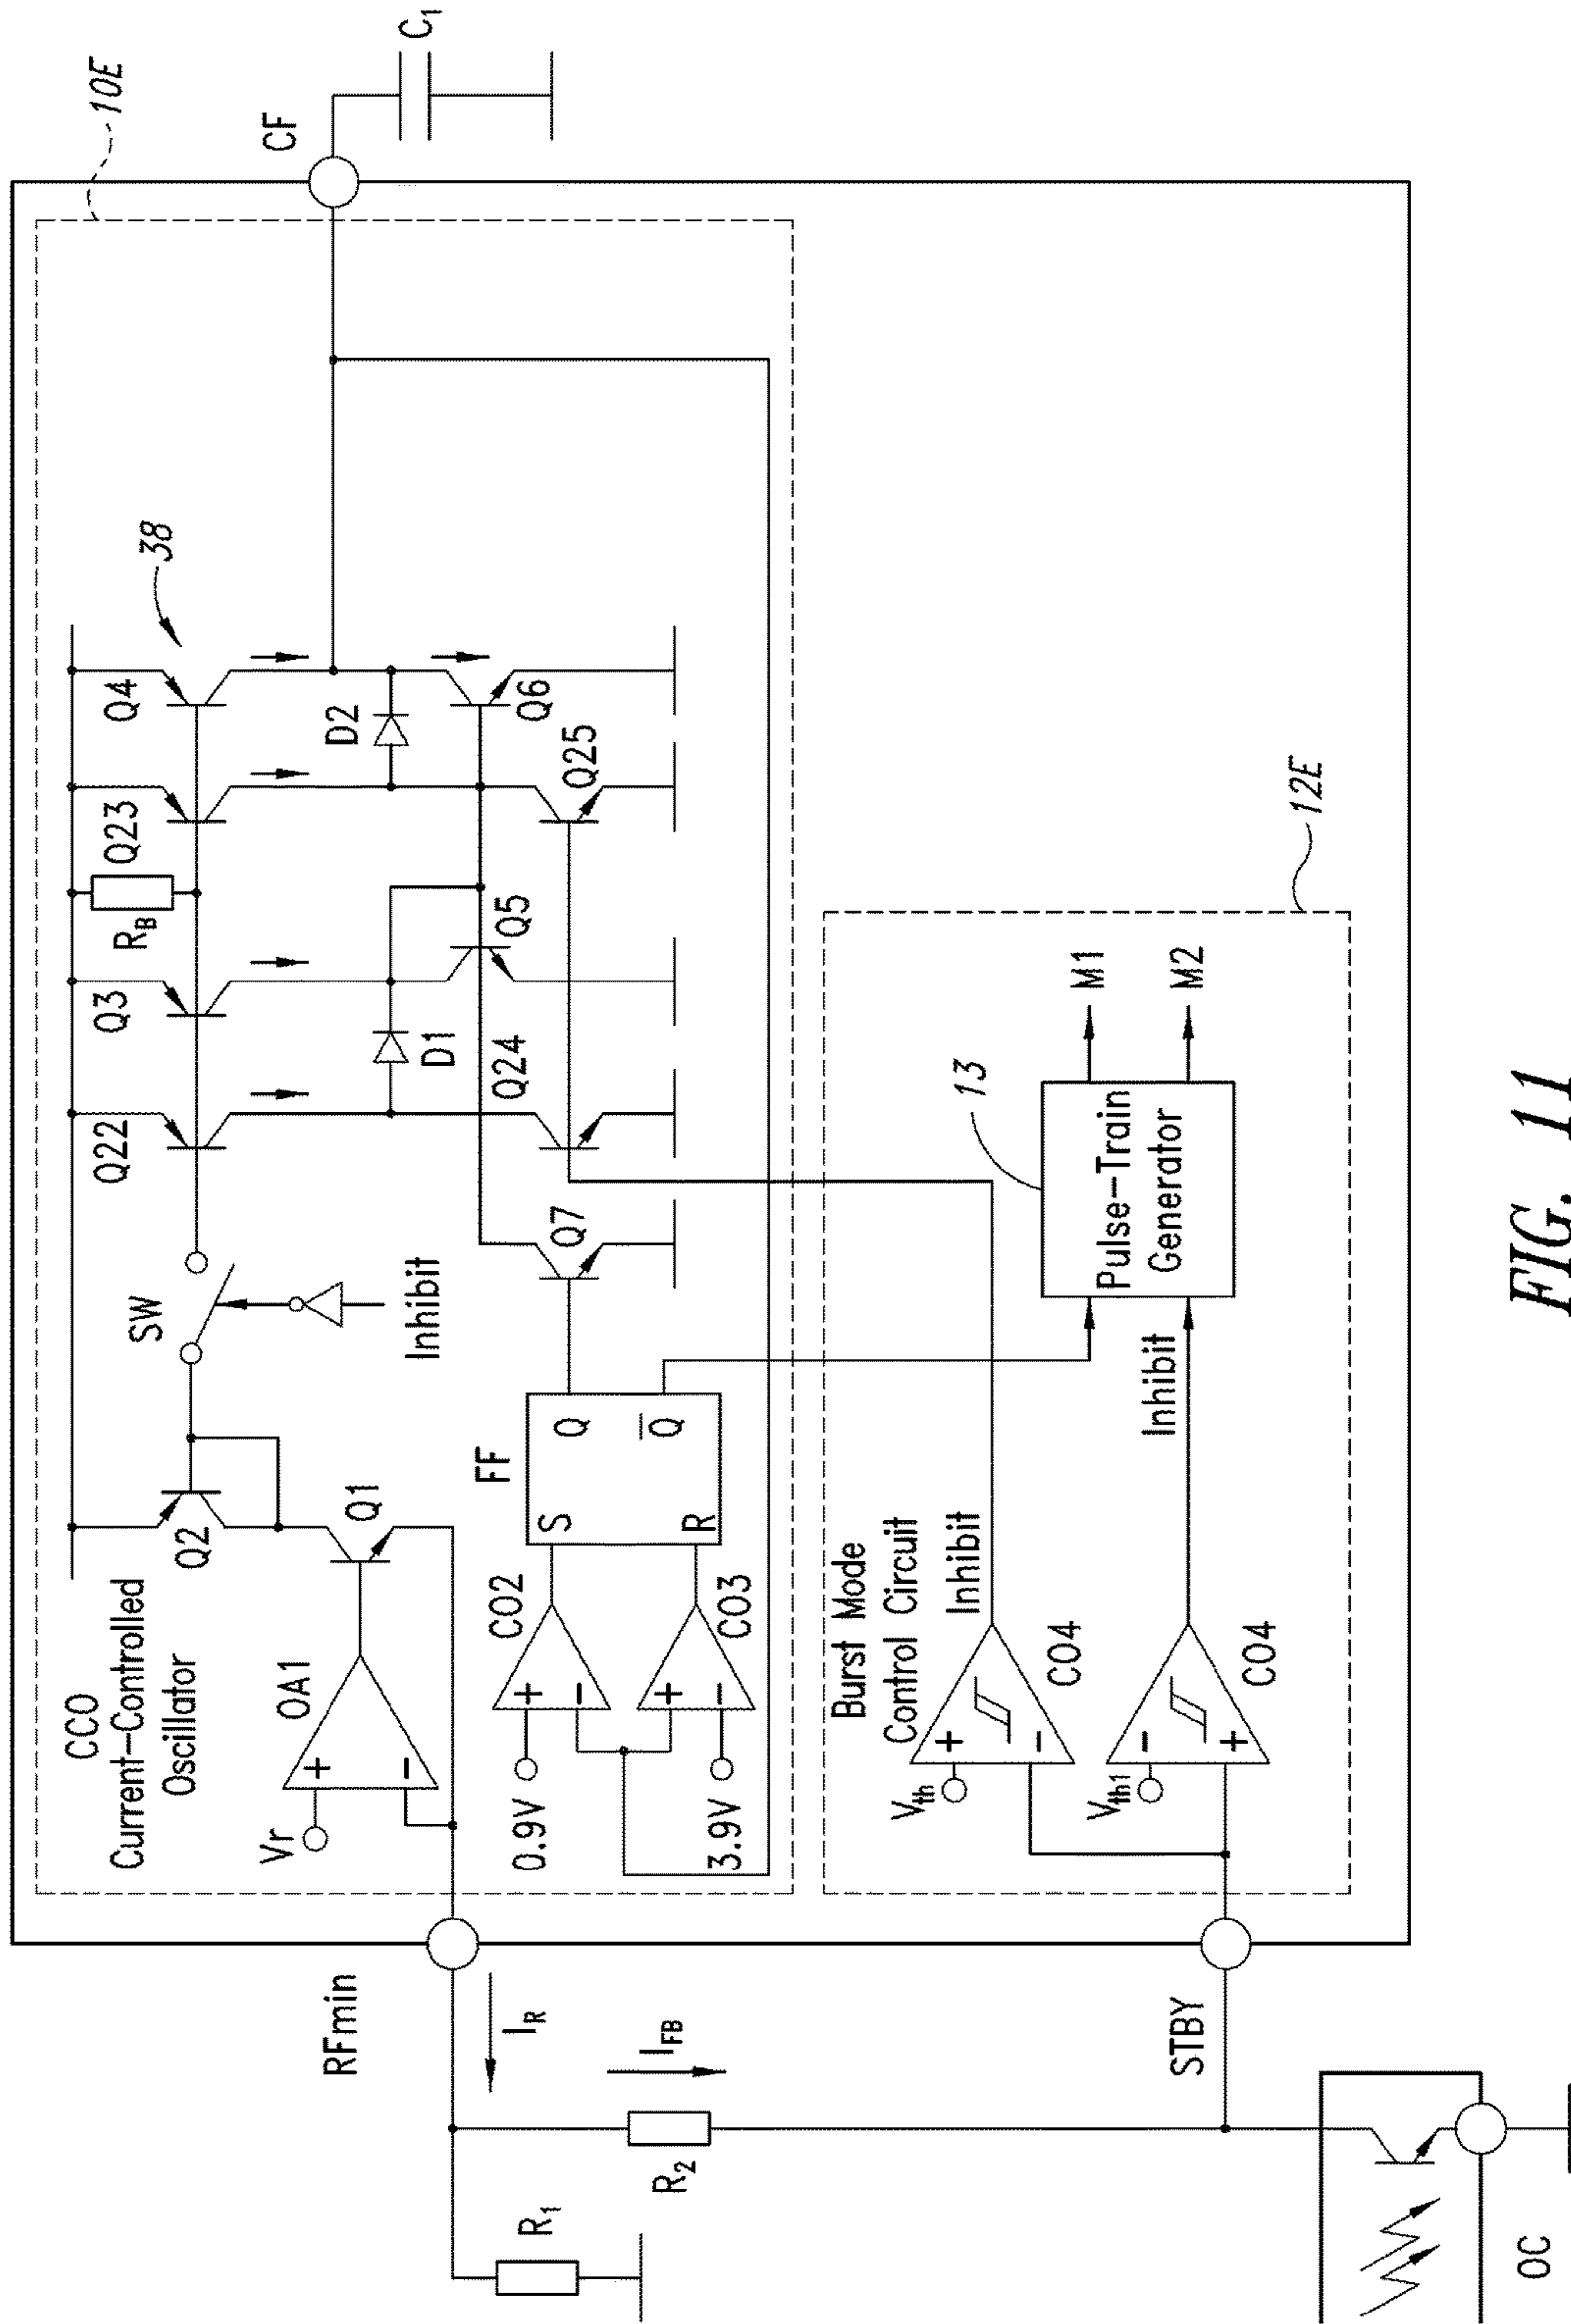 10E
CF
C1
CCO
Current-Controlled
Oscillator
Q2
SW
Inhibit
Q22
Q3
RB
Q23
Q4
38
Vr
+
-
OA1
Q1
D1
D2
Q5
Q6
Q24
Q25
Q7
0.9V
+
-
CO2
3.9V
+
-
CO3
FF
S
R
Q
Q̅
RFmin
IR
IFB
R1
R2
STBY
OC
Burst Mode
Control Circuit
Inhibit
Vth
+
-
CO4
Vth1
-
+
CO4
Inhibit
13
Pulse-Train
Generator
M1
M2
12E
FIG. 11